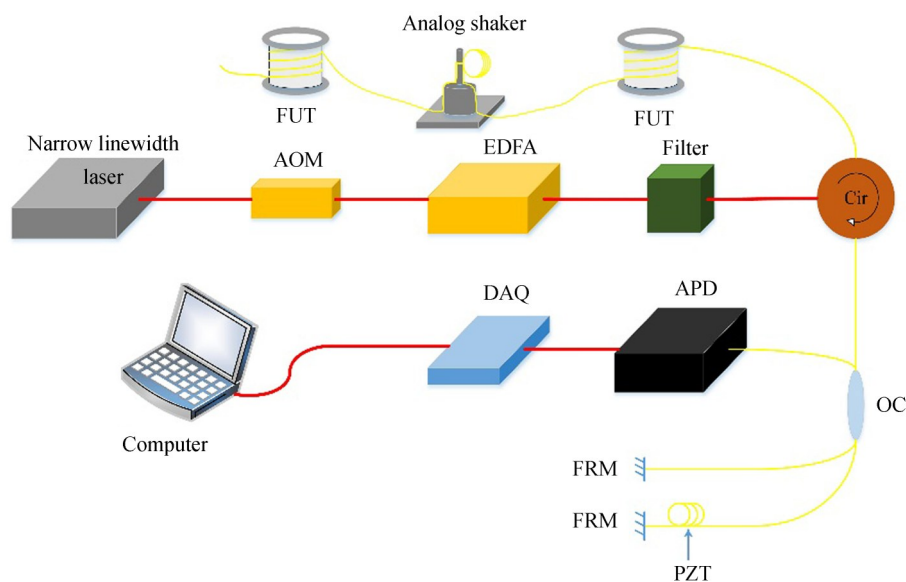 Analog shaker
FUT
FUT
Narrow linewidth
laser
AOM
EDFA
Filter
Cir
DAQ
APD
Computer
OC
FRM
FRM
PZT